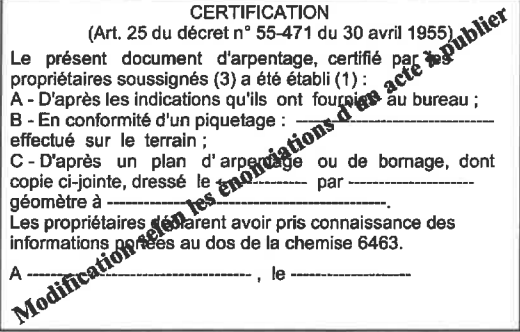 CERTIFICATION
(Art. 25 du décret n° 55-471 du 30 avril 1955)
Le présent document d'arpentage, certifié par les
propriétaires soussignés (3) a été établi (1) :
A - D'après les indications qu'ils ont fournies au bureau ;
B - En conformité d'un piquetage : ----------------------------
effectué sur le terrain ;
C - D'après un plan d'arpentage ou de bornage, dont
copie ci-jointe, dressé le --------------- par ---------------------
géomètre à -----------------------------------------------.
Les propriétaires déclarent avoir pris connaissance des
informations portées au dos de la chemise 6463.
A -------------------------------------- , le --------------------
Modification selon les énonciations d'un acte à publier